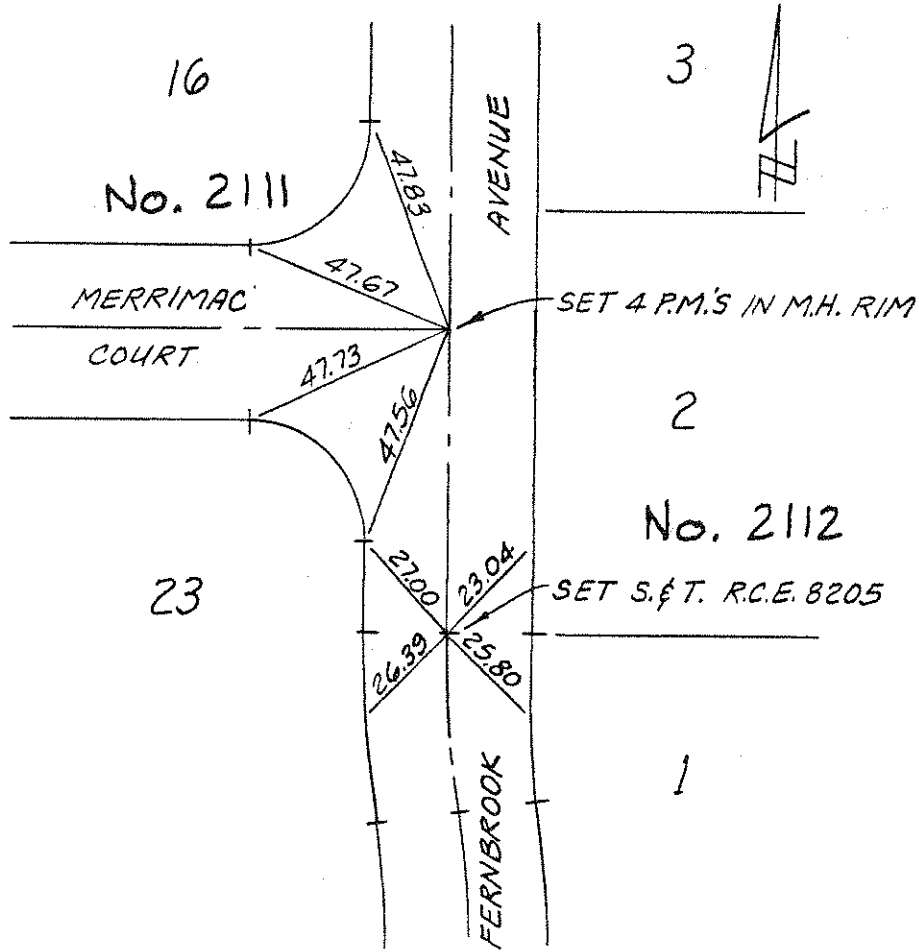 16
3
No. 2111
AVENUE
47.83
47.67
MERRIMAC
COURT
SET 4 P.M.'S IN M.H. RIM
47.73
47.56
2
No. 2112
27.00
23.04
23
SET S.&T. R.C.E. 8205
26.39
25.80
1
FERNBROOK